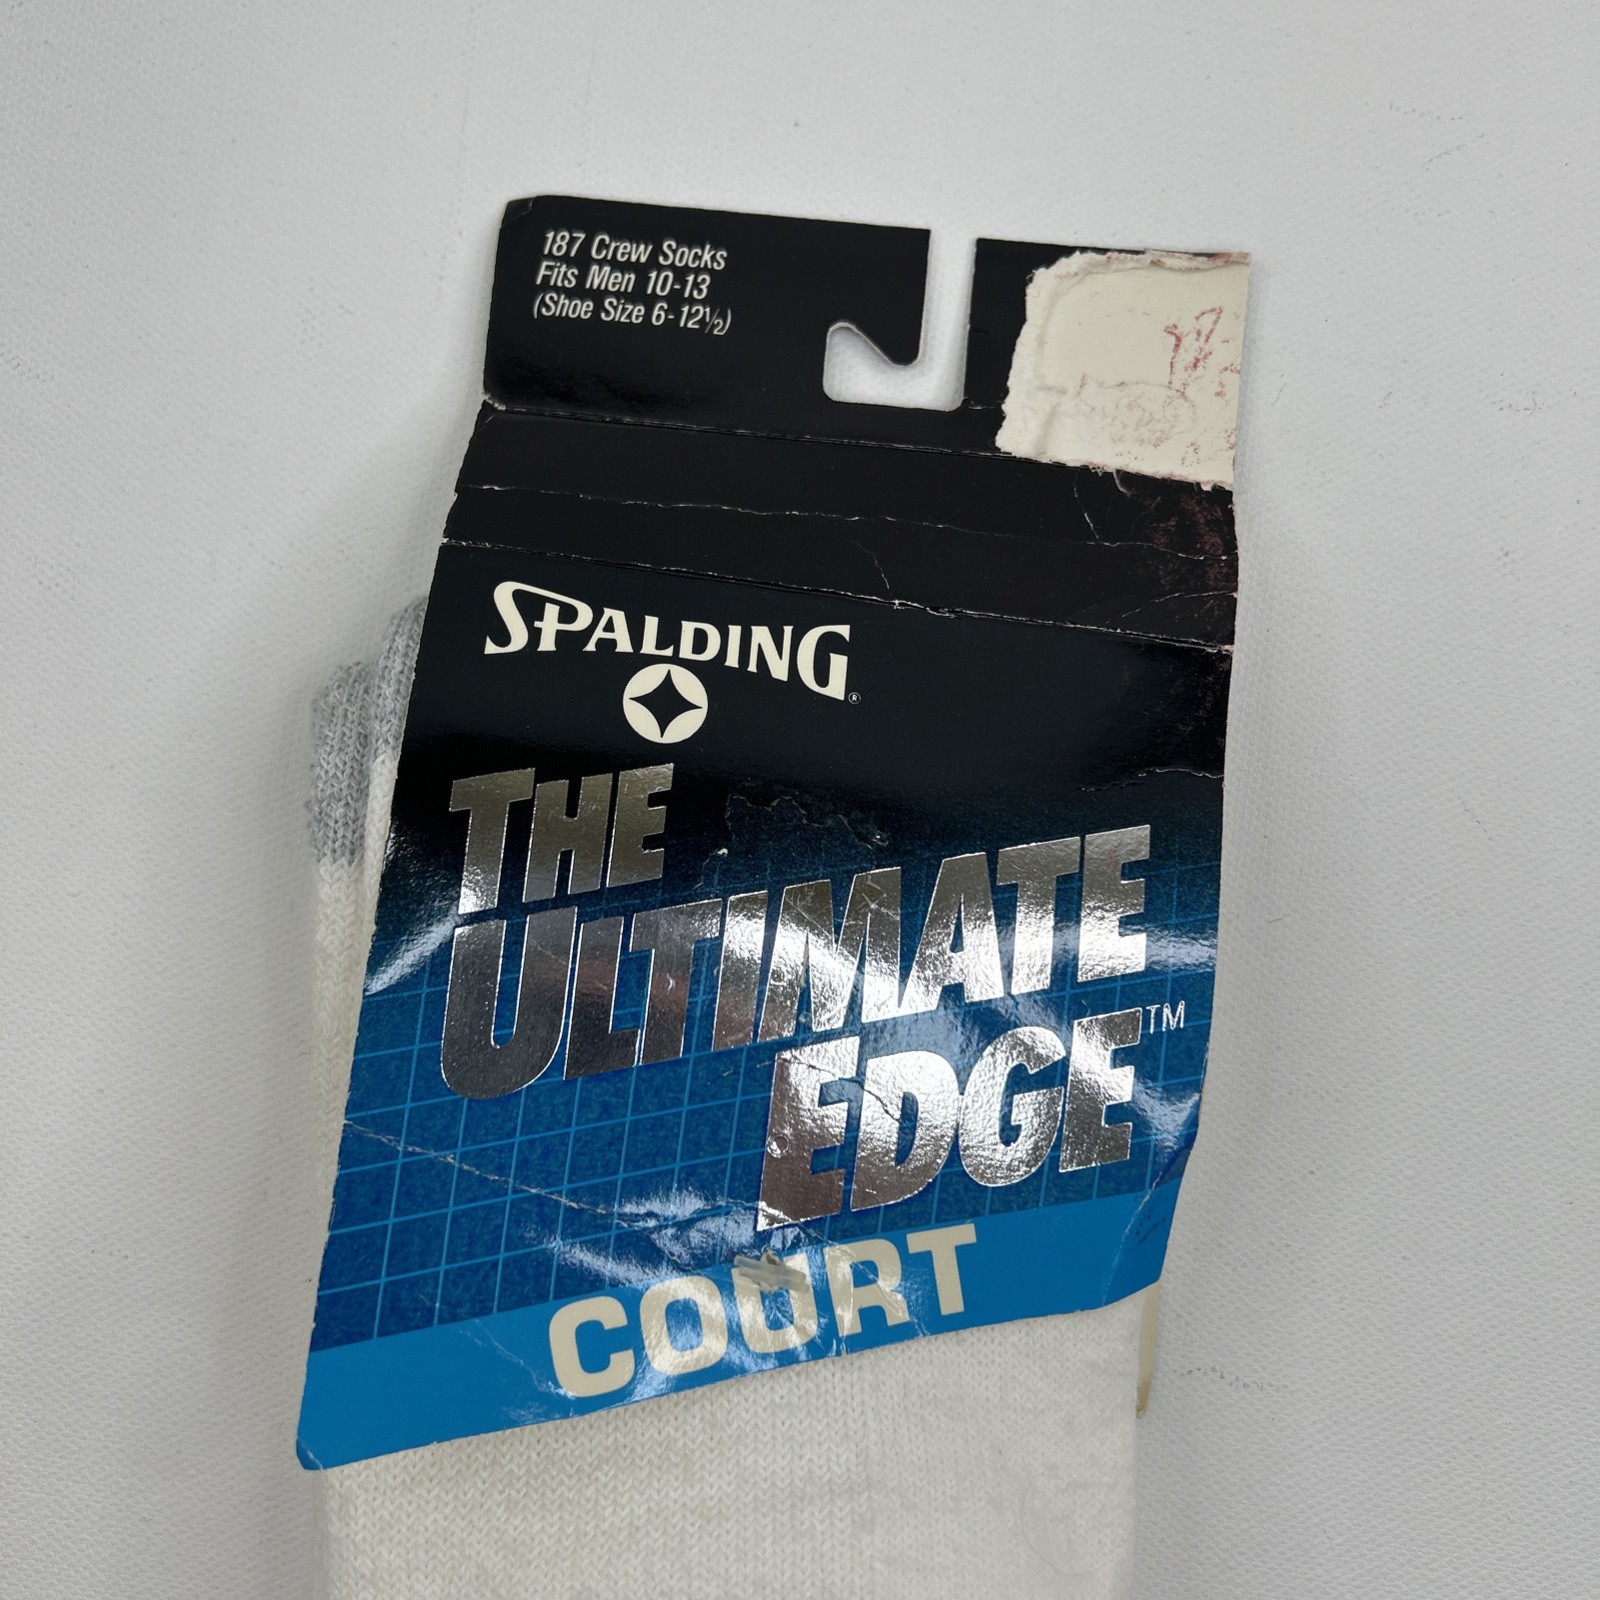 187 Crew Socks
Fits Men 10-13
(Shoe Size 6-12½)
SPALDING®
THE
ULTIMATE
EDGE™
COURT